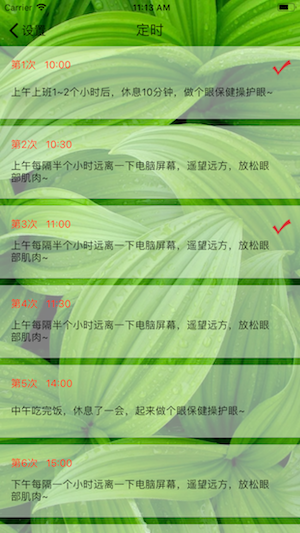 Carrier 11:13 AM
设置 定时
第1次 10:00
上午上班1~2个小时后，休息10分钟，做个眼保健操护眼~
第2次 10:30
上午每隔半个小时远离一下电脑屏幕，遥望远方，放松眼
部肌肉~
第3次 11:00
上午每隔半个小时远离一下电脑屏幕，遥望远方，放松眼
部肌肉~
第4次 11:30
上午每隔半个小时远离一下电脑屏幕，遥望远方，放松眼
部肌肉~
第5次 14:00
中午吃完饭，休息了一会，起来做个眼保健操护眼~
第6次 15:00
下午每隔一个小时远离一下电脑屏幕，遥望远方，放松眼
部肌肉~